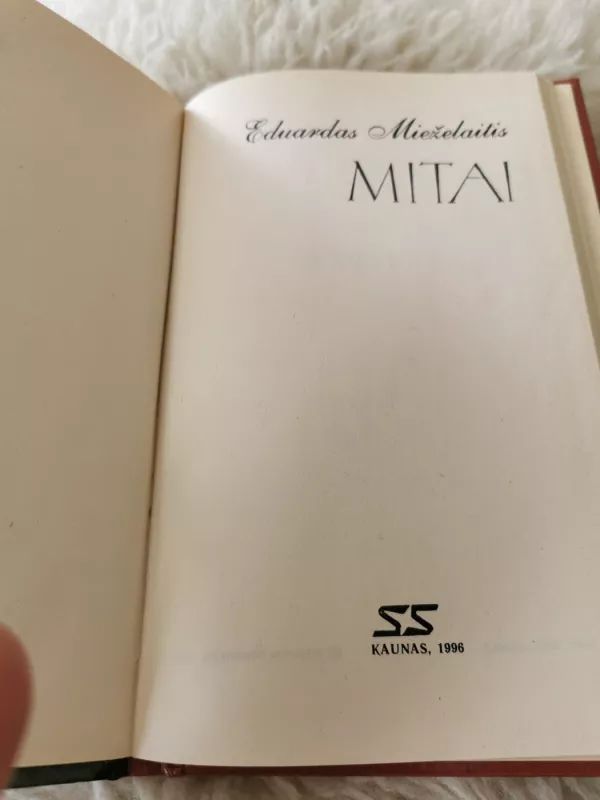 Eduardas Mieželaitis
MITAI
SS
KAUNAS, 1996